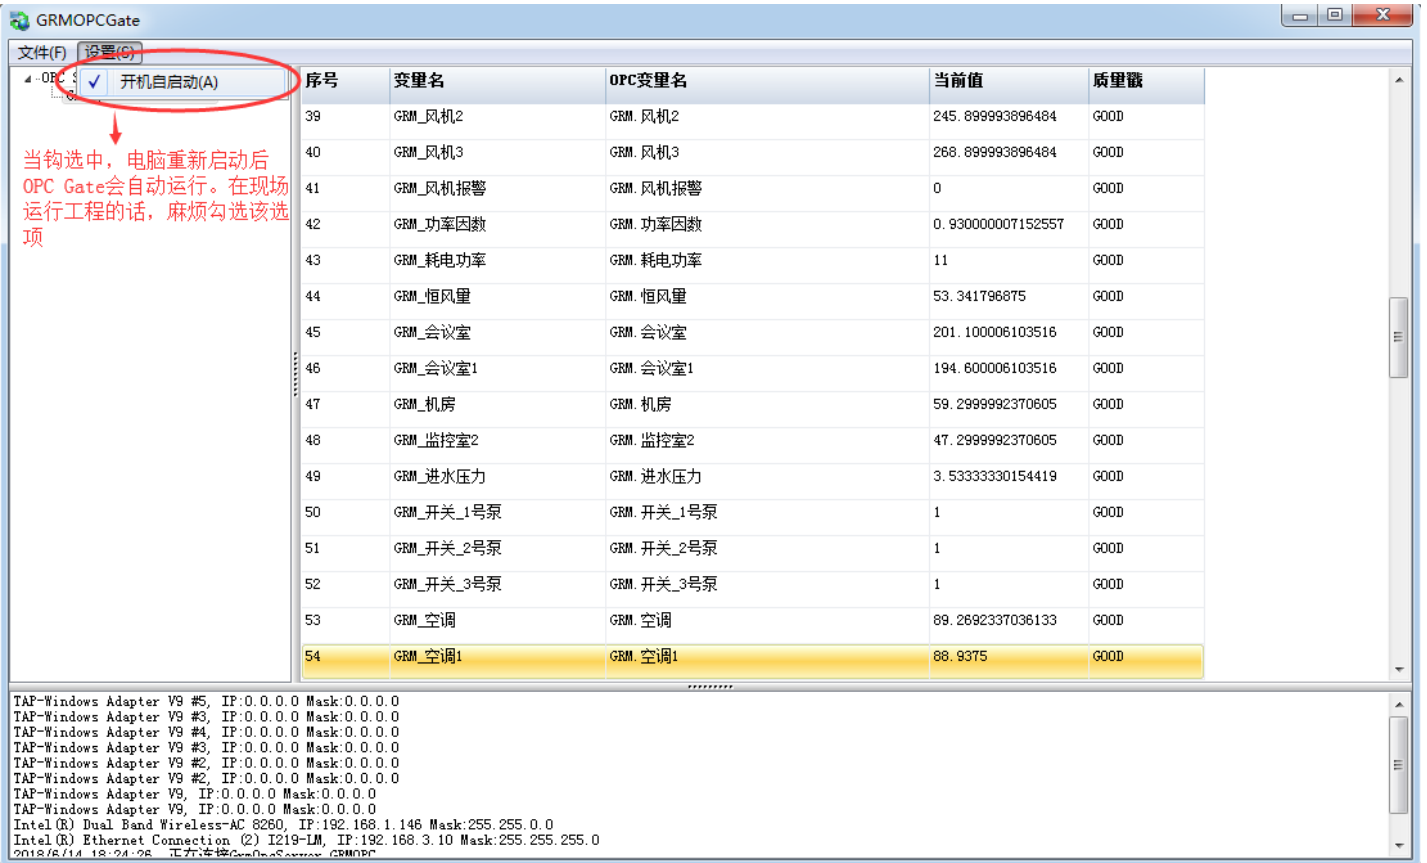 GRMOPCGate
文件(F) 设置(S)
开机自启动(A)
当钩选中，电脑重新启动后
OPC Gate会自动运行。在现场
运行工程的话，麻烦勾选该选
项
序号 变量名 OPC变量名 当前值 质量戳
39 GRM_风机2 GRM.风机2 245.899993896484 GOOD
40 GRM_风机3 GRM.风机3 268.899993896484 GOOD
41 GRM_风机报警 GRM.风机报警 0 GOOD
42 GRM_功率因数 GRM.功率因数 0.930000007152557 GOOD
43 GRM_耗电功率 GRM.耗电功率 11 GOOD
44 GRM_恒风量 GRM.恒风量 53.341796875 GOOD
45 GRM_会议室 GRM.会议室 201.100006103516 GOOD
46 GRM_会议室1 GRM.会议室1 194.600006103516 GOOD
47 GRM_机房 GRM.机房 59.2999992370605 GOOD
48 GRM_监控室2 GRM.监控室2 47.2999992370605 GOOD
49 GRM_进水压力 GRM.进水压力 3.53333330154419 GOOD
50 GRM_开关_1号泵 GRM.开关_1号泵 1 GOOD
51 GRM_开关_2号泵 GRM.开关_2号泵 1 GOOD
52 GRM_开关_3号泵 GRM.开关_3号泵 1 GOOD
53 GRM_空调 GRM.空调 89.2692337036133 GOOD
54 GRM_空调1 GRM.空调1 88.9375 GOOD
TAP-Windows Adapter V9 #5, IP:0.0.0.0 Mask:0.0.0.0
TAP-Windows Adapter V9 #3, IP:0.0.0.0 Mask:0.0.0.0
TAP-Windows Adapter V9 #4, IP:0.0.0.0 Mask:0.0.0.0
TAP-Windows Adapter V9 #3, IP:0.0.0.0 Mask:0.0.0.0
TAP-Windows Adapter V9 #2, IP:0.0.0.0 Mask:0.0.0.0
TAP-Windows Adapter V9 #2, IP:0.0.0.0 Mask:0.0.0.0
TAP-Windows Adapter V9, IP:0.0.0.0 Mask:0.0.0.0
TAP-Windows Adapter V9, IP:0.0.0.0 Mask:0.0.0.0
Intel(R) Dual Band Wireless-AC 8260, IP:192.168.1.146 Mask:255.255.0.0
Intel(R) Ethernet Connection (2) I219-LM, IP:192.168.3.10 Mask:255.255.255.0
2018/6/14 18:24:26 正在连接GrmOpcServer GRMOPC